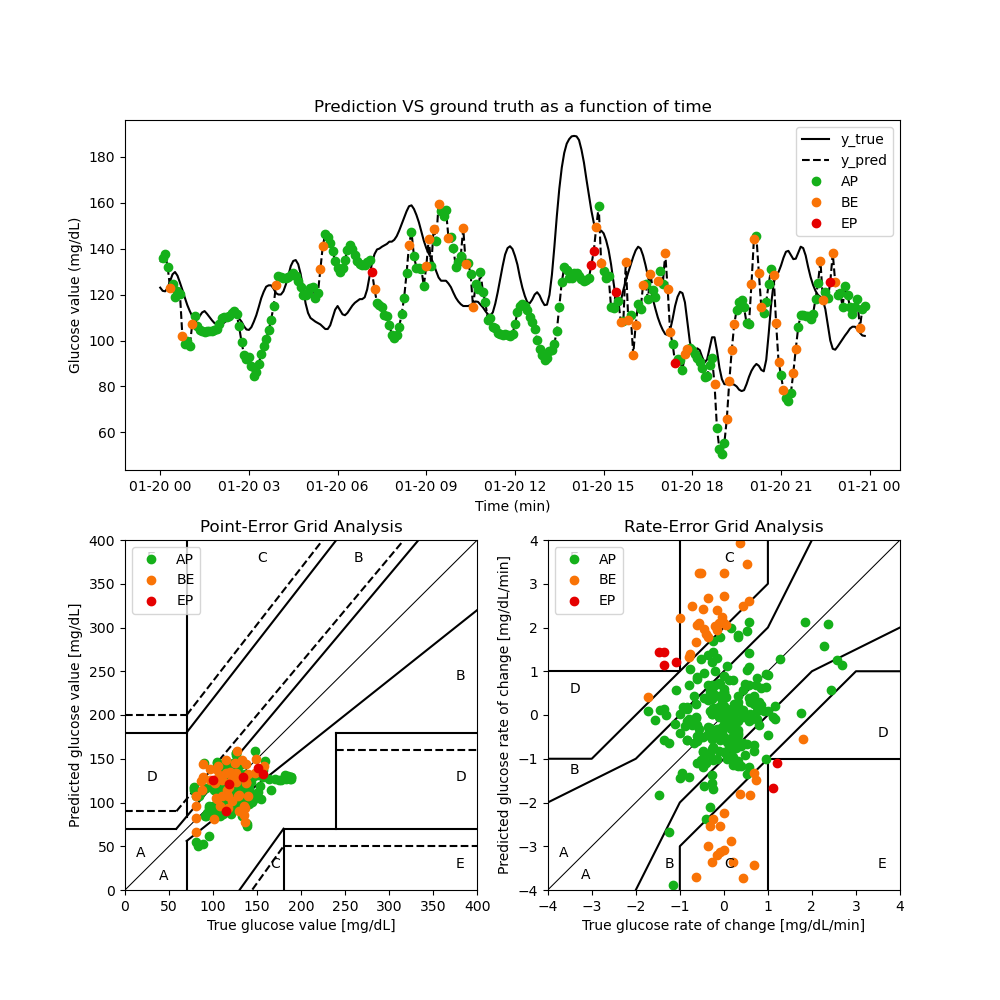 Prediction VS ground truth as a function of time
Glucose value (mg/dL)
180
160
140
120
100
80
60
y_true
y_pred
AP
BE
EP
01-20 00 01-20 03 01-20 06 01-20 09 01-20 12 01-20 15 01-20 18 01-20 21 01-21 00
Time (min)
Point-Error Grid Analysis
Predicted glucose value [mg/dL]
400
350
300
250
200
150
100
50
0
AP
BE
EP
C
B
B
D
D
A
A
C
E
0 50 100 150 200 250 300 350 400
True glucose value [mg/dL]
Rate-Error Grid Analysis
Predicted glucose rate of change [mg/dL/min]
4
3
2
1
0
−1
−2
−3
−4
AP
BE
EP
C
D
D
B
A
A
B
C
E
−4 −3 −2 −1 0 1 2 3 4
True glucose rate of change [mg/dL/min]